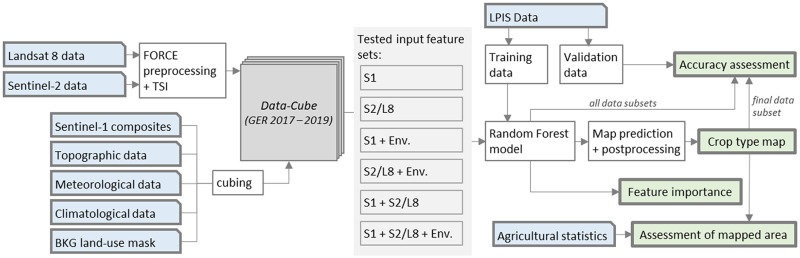 Landsat 8 data
Sentinel-2 data
FORCE
preprocessing
+ TSI
Sentinel-1 composites
Topographic data
Meteorological data
Climatological data
BKG land-use mask
cubing
Data-Cube
(GER 2017 – 2019)
Tested input feature
sets:
S1
S2/L8
S1 + Env.
S2/L8 + Env.
S1 + S2/L8
S1 + S2/L8 + Env.
LPIS Data
Training
data
Validation
data
Accuracy assessment
all data subsets
final data
subset
Random Forest
model
Map prediction
+ postprocessing
Crop type map
Feature importance
Agricultural statistics
Assessment of mapped area